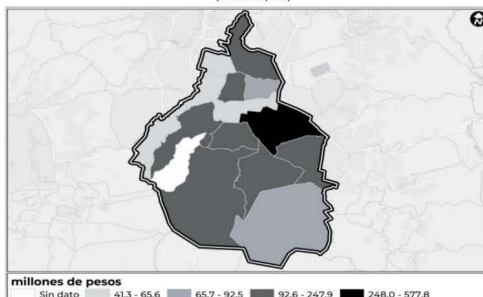 millones de pesos
Sin dato 41.3 - 65.6 65.7 - 92.5 92.6 - 247.9 248.0 - 577.8